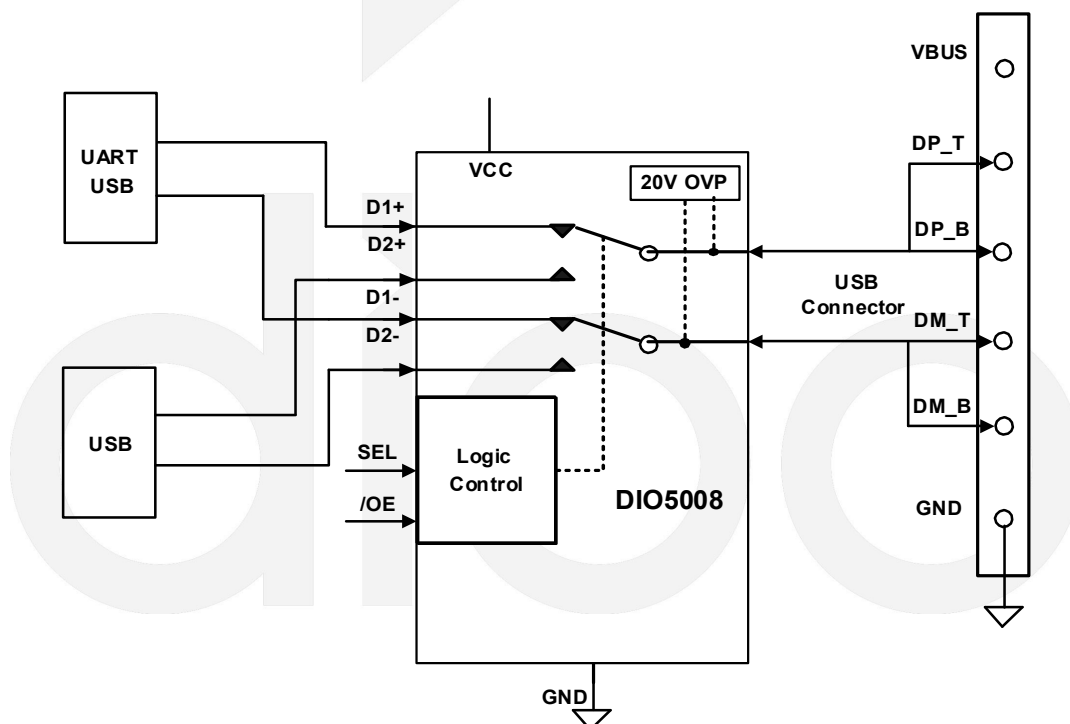 VBUS
UART
USB
VCC
20V OVP
DP_T
D1+
D2+
DP_B
D1-
D2-
USB
Connector
DM_T
USB
SEL
/OE
Logic
Control
DIO5008
DM_B
GND
GND
dioo